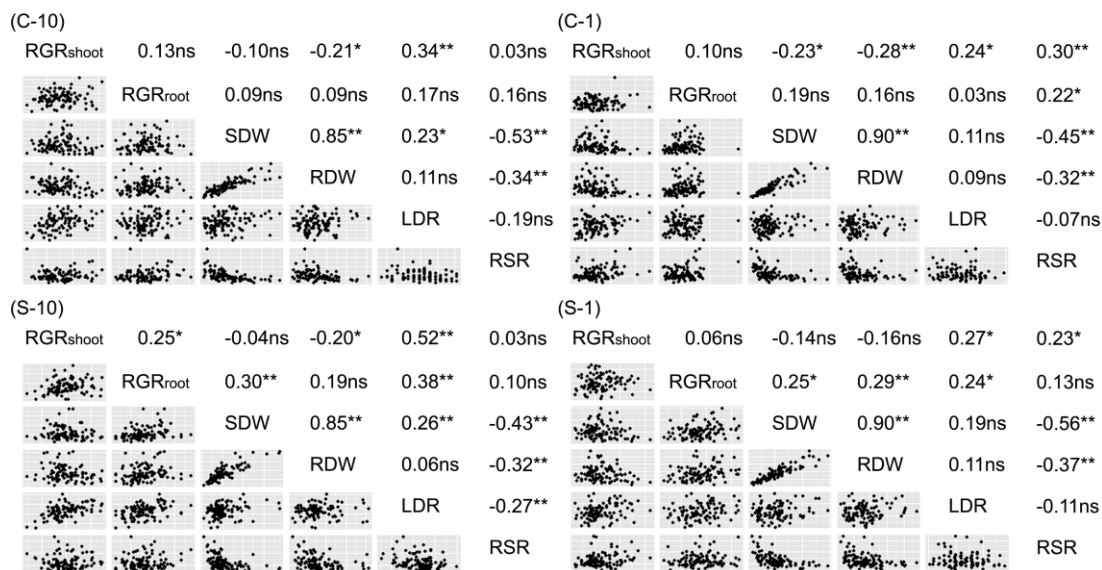 (C-10)
RGRshoot 0.13ns -0.10ns -0.21* 0.34** 0.03ns
RGRroot 0.09ns 0.09ns 0.17ns 0.16ns
SDW 0.85** 0.23* -0.53**
RDW 0.11ns -0.34**
LDR -0.19ns
RSR
(C-1)
RGRshoot 0.10ns -0.23* -0.28** 0.24* 0.30**
RGRroot 0.19ns 0.16ns 0.03ns 0.22*
SDW 0.90** 0.11ns -0.45**
RDW 0.09ns -0.32**
LDR -0.07ns
RSR
(S-10)
RGRshoot 0.25* -0.04ns -0.20* 0.52** 0.03ns
RGRroot 0.30** 0.19ns 0.38** 0.10ns
SDW 0.85** 0.26** -0.43**
RDW 0.06ns -0.32**
LDR -0.27**
RSR
(S-1)
RGRshoot 0.06ns -0.14ns -0.16ns 0.27* 0.23*
RGRroot 0.25* 0.29** 0.24* 0.13ns
SDW 0.90** 0.19ns -0.56**
RDW 0.11ns -0.37**
LDR -0.11ns
RSR